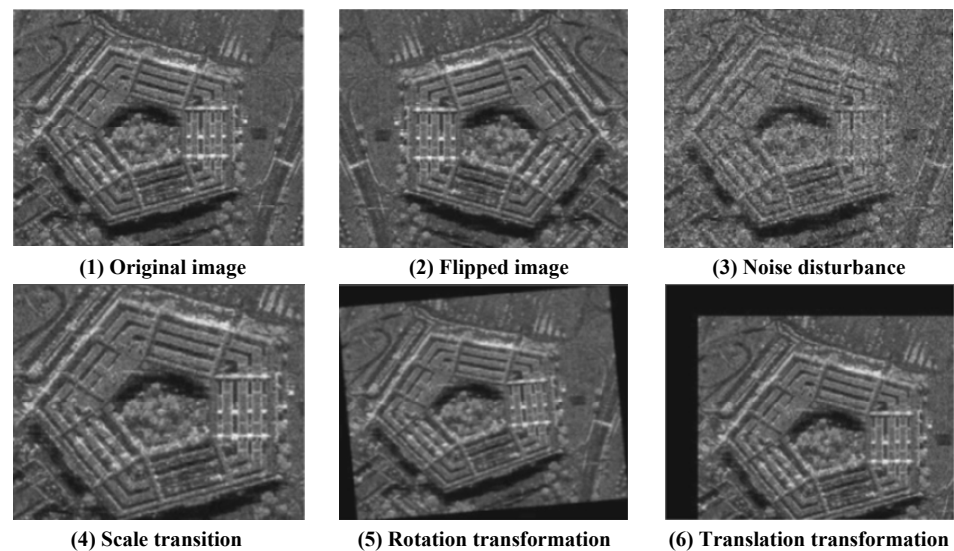 (1) Original image
(2) Flipped image
(3) Noise disturbance
(4) Scale transition
(5) Rotation transformation
(6) Translation transformation